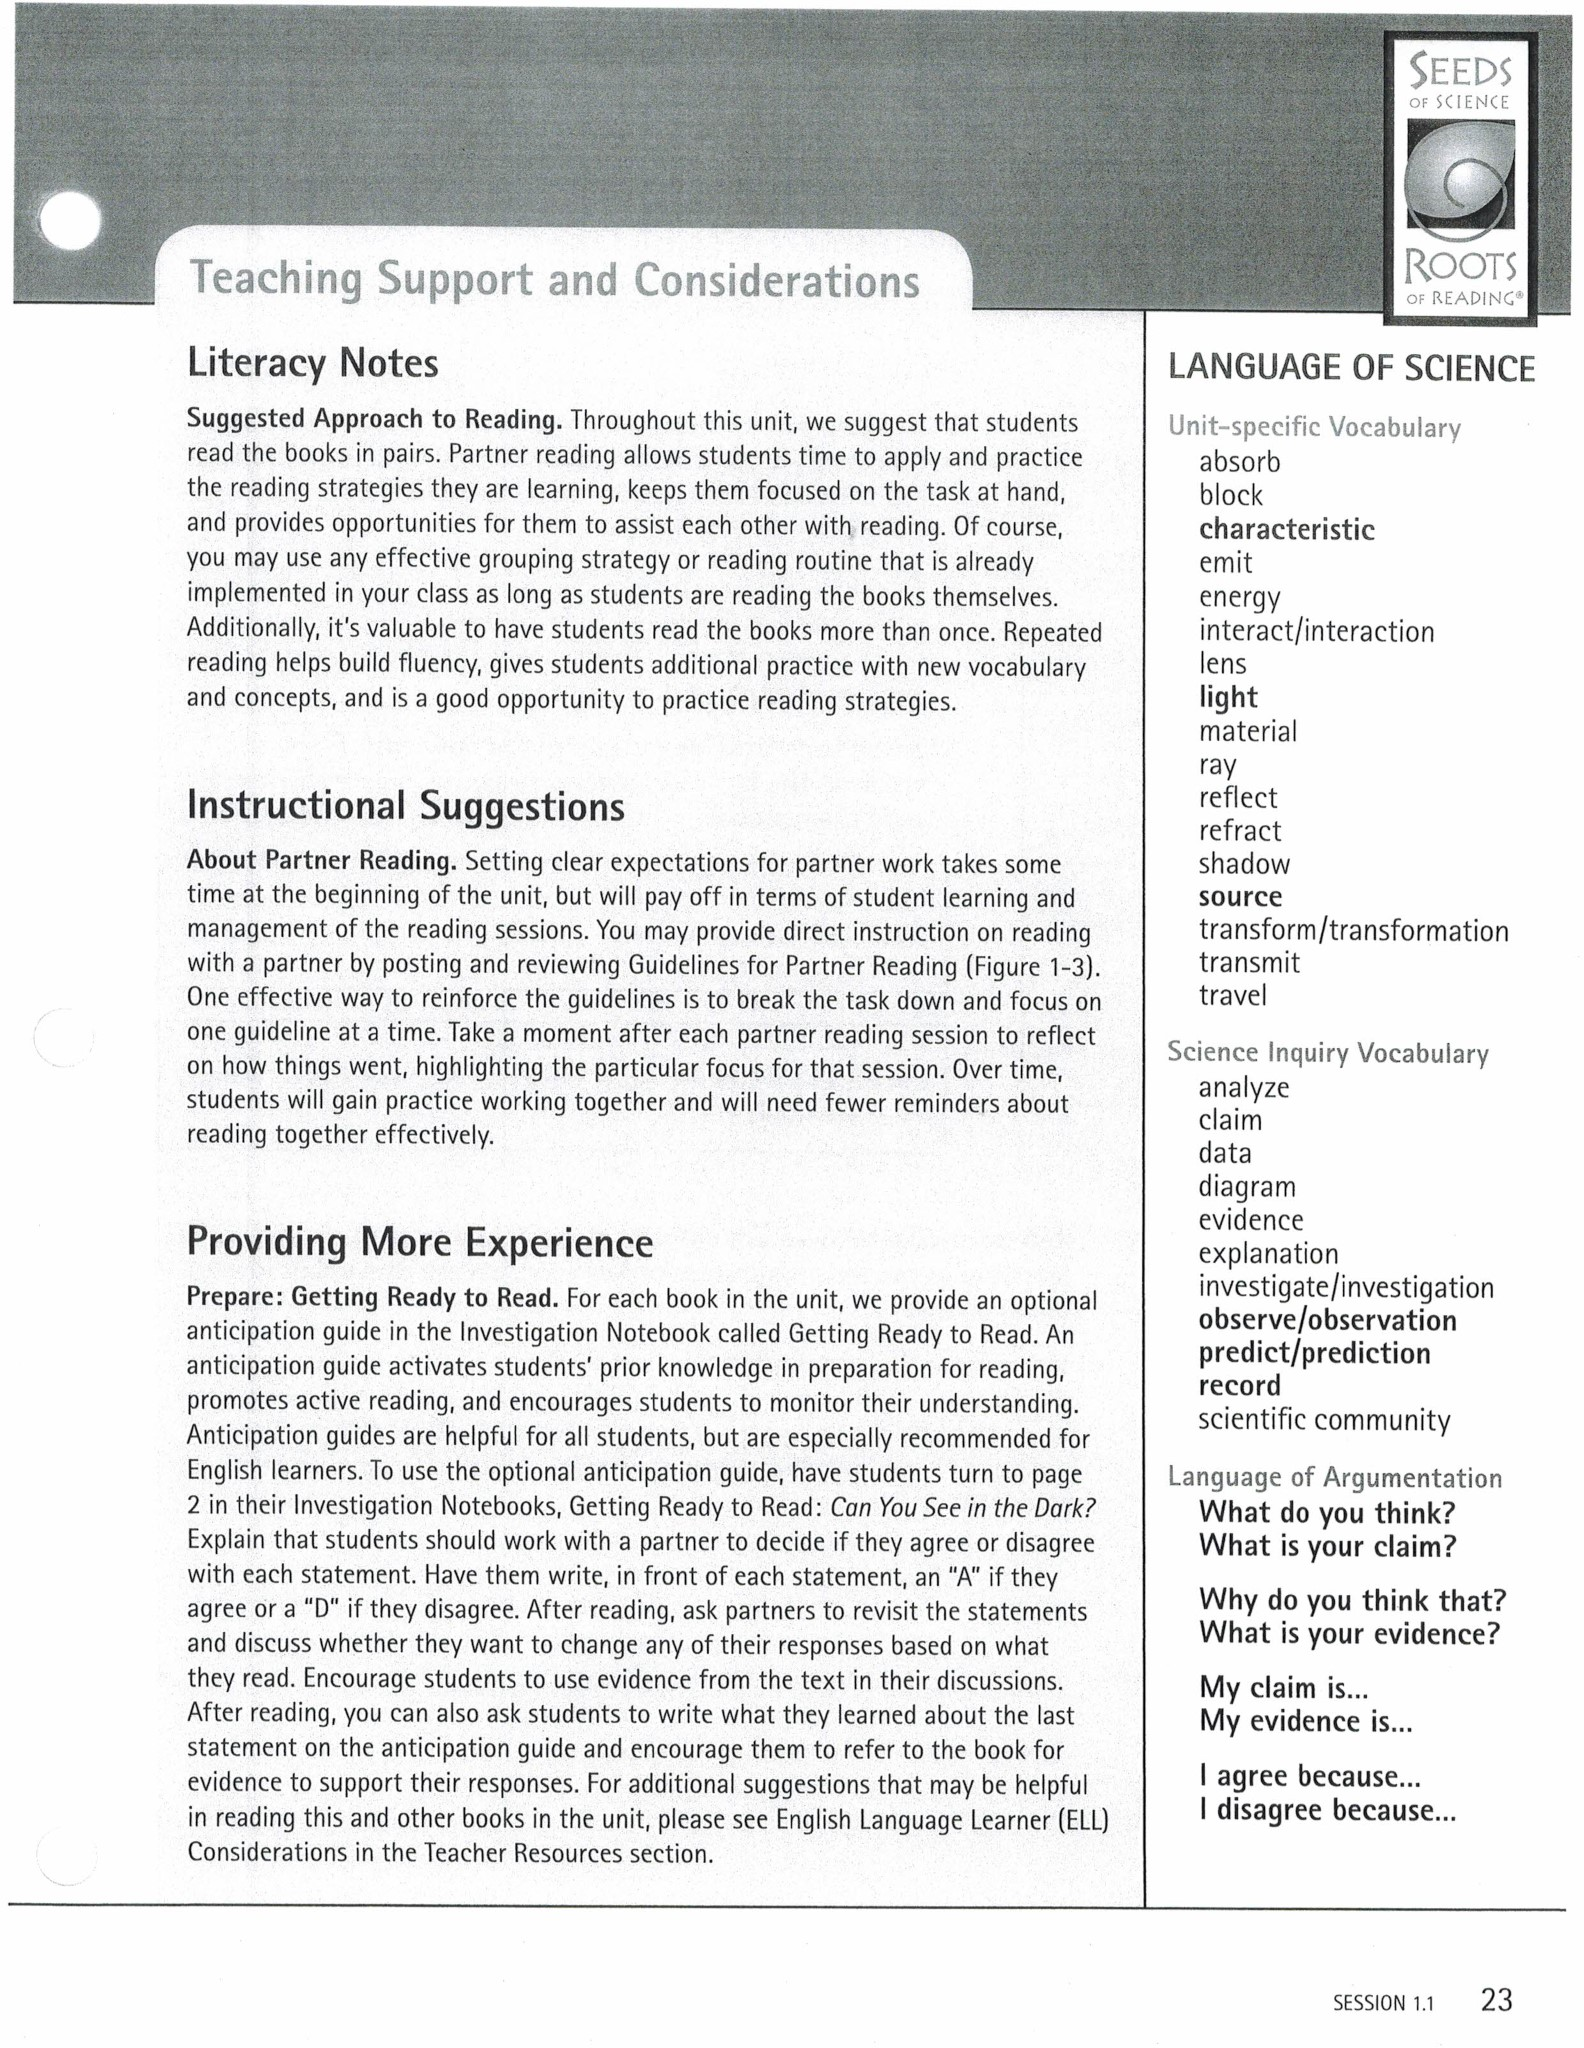 SEEDS
OF SCIENCE
ROOTS
OF READING®
Teaching Support and Considerations
Literacy Notes
Suggested Approach to Reading. Throughout this unit, we suggest that students
read the books in pairs. Partner reading allows students time to apply and practice
the reading strategies they are learning, keeps them focused on the task at hand,
and provides opportunities for them to assist each other with reading. Of course,
you may use any effective grouping strategy or reading routine that is already
implemented in your class as long as students are reading the books themselves.
Additionally, it's valuable to have students read the books more than once. Repeated
reading helps build fluency, gives students additional practice with new vocabulary
and concepts, and is a good opportunity to practice reading strategies.
Instructional Suggestions
About Partner Reading. Setting clear expectations for partner work takes some
time at the beginning of the unit, but will pay off in terms of student learning and
management of the reading sessions. You may provide direct instruction on reading
with a partner by posting and reviewing Guidelines for Partner Reading (Figure 1-3).
One effective way to reinforce the guidelines is to break the task down and focus on
one guideline at a time. Take a moment after each partner reading session to reflect
on how things went, highlighting the particular focus for that session. Over time,
students will gain practice working together and will need fewer reminders about
reading together effectively.
Providing More Experience
Prepare: Getting Ready to Read. For each book in the unit, we provide an optional
anticipation guide in the Investigation Notebook called Getting Ready to Read. An
anticipation guide activates students' prior knowledge in preparation for reading,
promotes active reading, and encourages students to monitor their understanding.
Anticipation guides are helpful for all students, but are especially recommended for
English learners. To use the optional anticipation guide, have students turn to page
2 in their Investigation Notebooks, Getting Ready to Read: Can You See in the Dark?
Explain that students should work with a partner to decide if they agree or disagree
with each statement. Have them write, in front of each statement, an "A" if they
agree or a "D" if they disagree. After reading, ask partners to revisit the statements
and discuss whether they want to change any of their responses based on what
they read. Encourage students to use evidence from the text in their discussions.
After reading, you can also ask students to write what they learned about the last
statement on the anticipation guide and encourage them to refer to the book for
evidence to support their responses. For additional suggestions that may be helpful
in reading this and other books in the unit, please see English Language Learner (ELL)
Considerations in the Teacher Resources section.
LANGUAGE OF SCIENCE
Unit-specific Vocabulary
absorb
block
characteristic
emit
energy
interact/interaction
lens
light
material
ray
reflect
refract
shadow
source
transform/transformation
transmit
travel
Science Inquiry Vocabulary
analyze
claim
data
diagram
evidence
explanation
investigate/investigation
observe/observation
predict/prediction
record
scientific community
Language of Argumentation
What do you think?
What is your claim?
Why do you think that?
What is your evidence?
My claim is...
My evidence is...
I agree because...
I disagree because...
SESSION 1.1 23